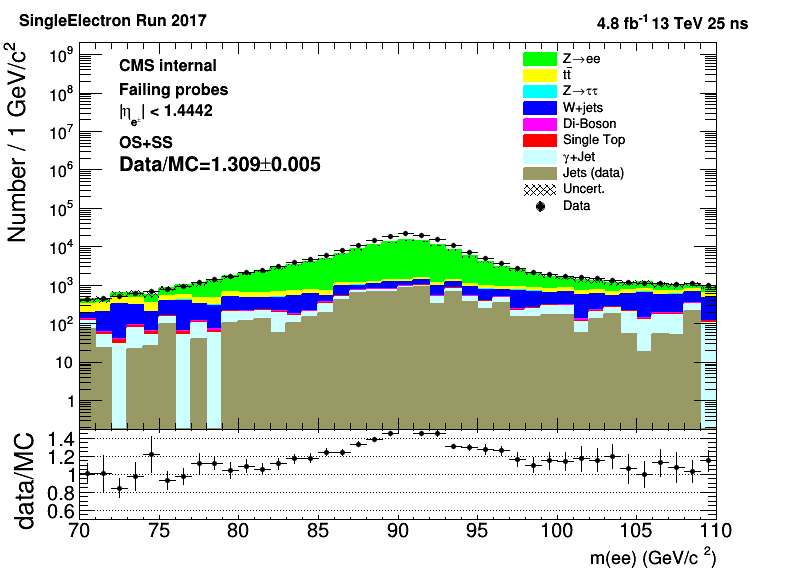 SingleElectron Run 2017
4.8 fb⁻¹ 13 TeV 25 ns
Number / 1 GeV/c²
10⁹
10⁸
10⁷
10⁶
10⁵
10⁴
10³
10²
10
1
CMS internal
Failing probes
|ηe±| < 1.4442
OS+SS
Data/MC=1.309±0.005
Z→ee
tt̄
Z→ττ
W+jets
Di-Boson
Single Top
γ+Jet
Jets (data)
Uncert.
Data
data/MC
1.4
1.2
1.0
0.8
0.6
70 75 80 85 90 95 100 105 110
m(ee) (GeV/c ²)